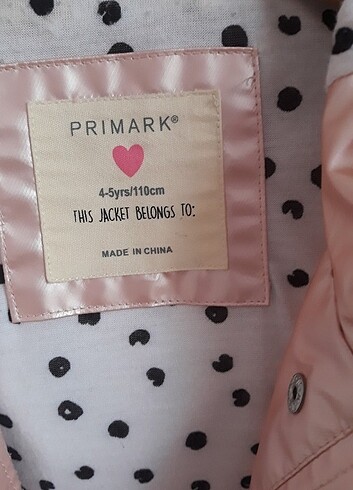 PRIMARK®
4-5yrs/110cm
THIS JACKET BELONGS TO:
MADE IN CHINA